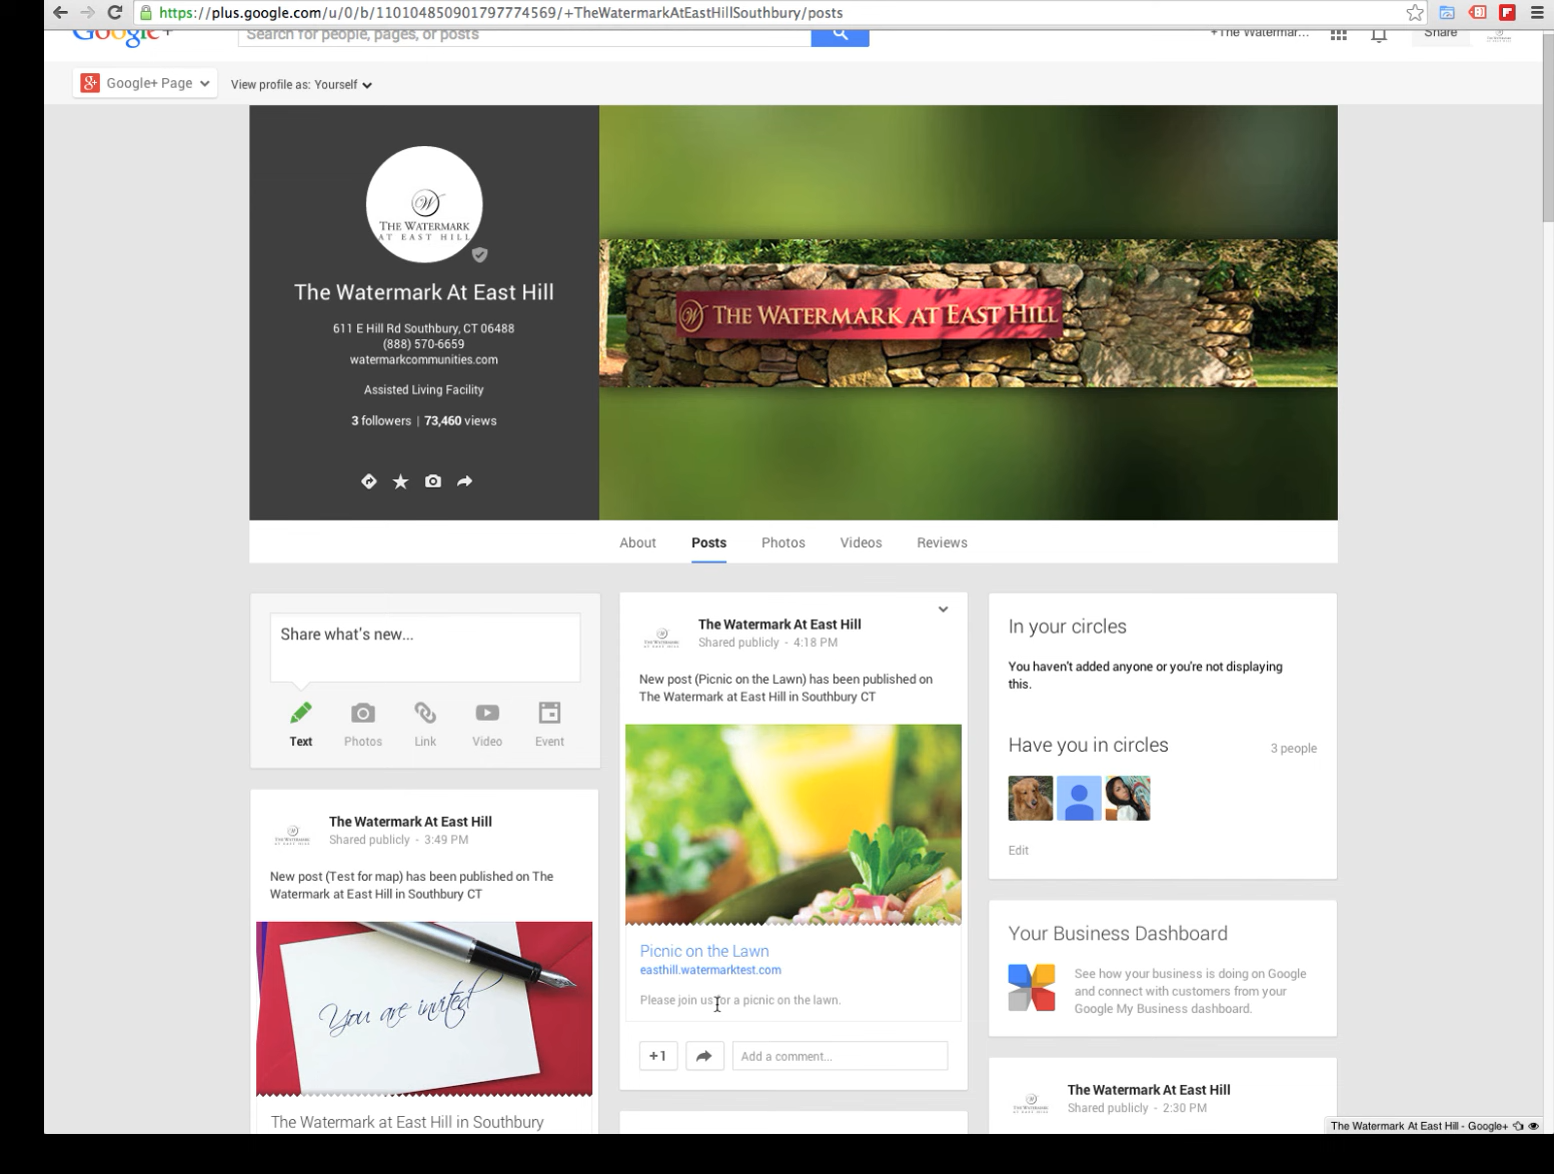 https://plus.google.com/u/0/b/110104850901797774569/+TheWatermarkAtEastHillSouthbury/posts
Google+
Search for people, pages, or posts
+The Watermar...
Share
Google+ Page
View profile as: Yourself
THE WATERMARK
AT EAST HILL
The Watermark At East Hill
611 E Hill Rd Southbury, CT 06488
(888) 570-6659
watermarkcommunities.com
Assisted Living Facility
3 followers | 73,460 views
W THE WATERMARK AT EAST HILL
About
Posts
Photos
Videos
Reviews
Share what's new...
Text
Photos
Link
Video
Event
The Watermark At East Hill
Shared publicly - 3:49 PM
New post (Test for map) has been published on The
Watermark at East Hill in Southbury CT
You are invited
The Watermark at East Hill in Southbury
The Watermark At East Hill
Shared publicly - 4:18 PM
New post (Picnic on the Lawn) has been published on
The Watermark at East Hill in Southbury CT
Picnic on the Lawn
easthill.watermarktest.com
Please join us for a picnic on the lawn.
+1
Add a comment...
In your circles
You haven't added anyone or you're not displaying
this.
Have you in circles
3 people
Edit
Your Business Dashboard
See how your business is doing on Google
and connect with customers from your
Google My Business dashboard.
The Watermark At East Hill
Shared publicly - 2:30 PM
The Watermark At East Hill - Google+